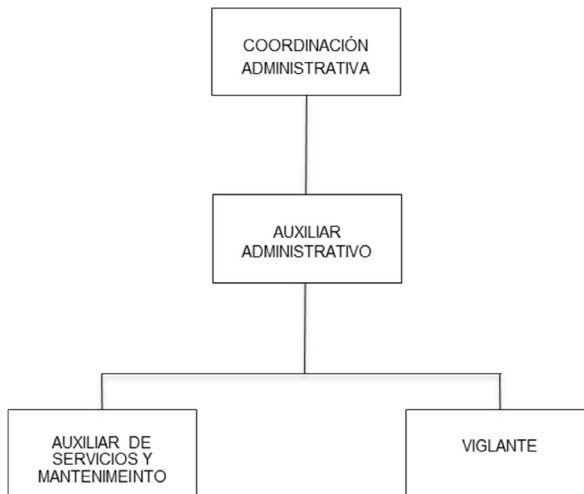 COORDINACIÓN
ADMINISTRATIVA
AUXILIAR
ADMINISTRATIVO
AUXILIAR DE
SERVICIOS Y
MANTENIMEINTO
VIGLANTE